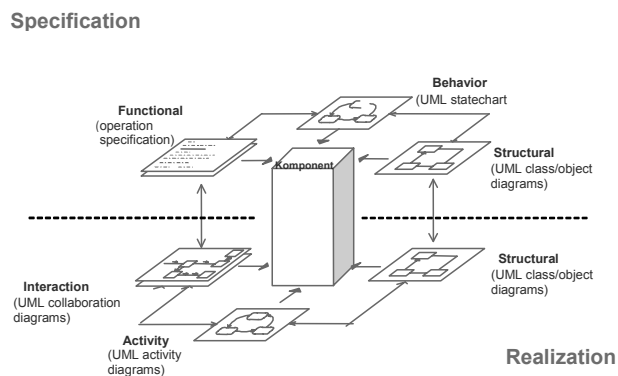 Specification
Behavior
(UML statechart
Functional
(operation
specification)
Komponent
Structural
(UML class/object
diagrams)
Interaction
(UML collaboration
diagrams)
Structural
(UML class/object
diagrams)
Activity
(UML activity
diagrams)
Realization